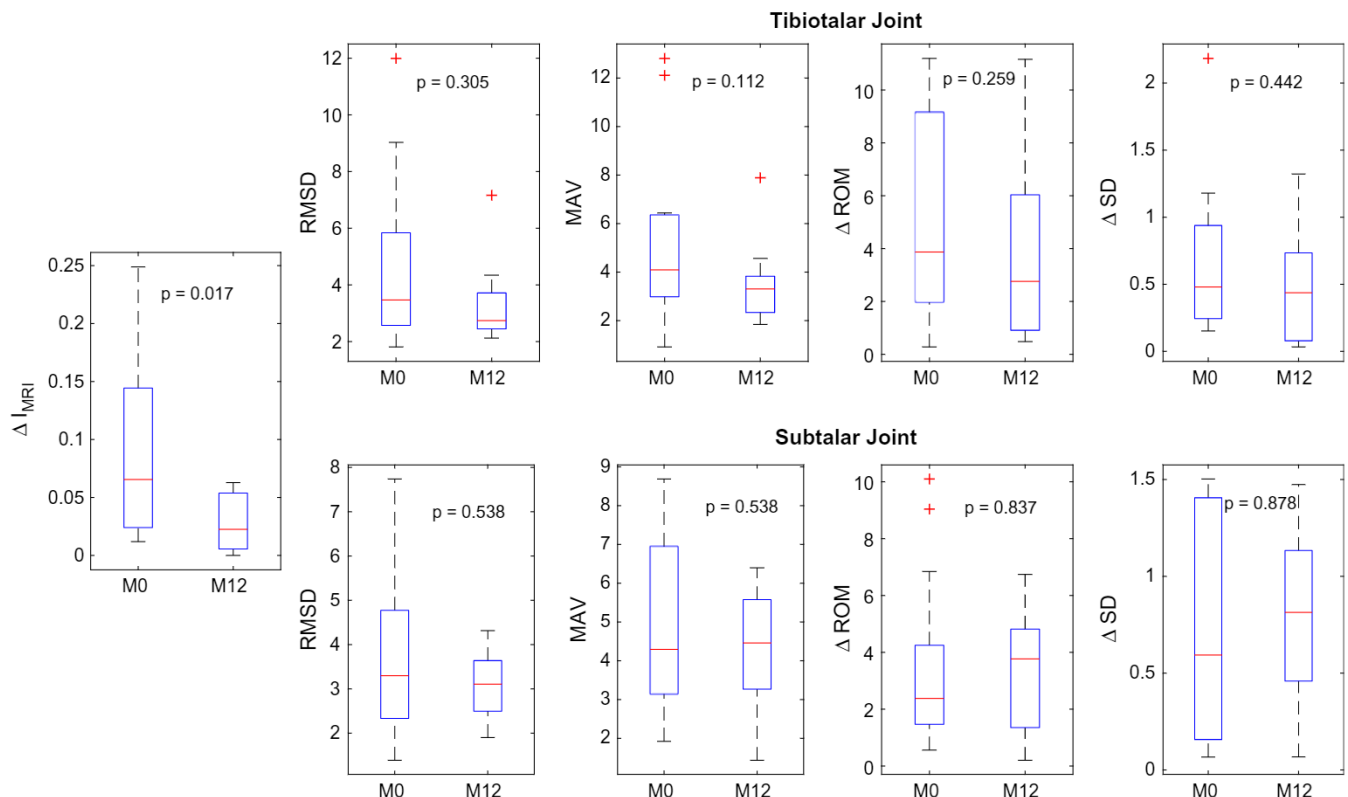 Tibiotalar Joint
RMSD
12
10
8
6
4
2
p = 0.305
M0 M12
MAV
12
10
8
6
4
2
p = 0.112
M0 M12
Δ ROM
10
8
6
4
2
0
p = 0.259
M0 M12
Δ SD
2
1.5
1
0.5
0
p = 0.442
M0 M12
Δ I_MRI
0.25
0.2
0.15
0.1
0.05
0
p = 0.017
M0 M12
Subtalar Joint
RMSD
8
7
6
5
4
3
2
p = 0.538
M0 M12
MAV
9
8
7
6
5
4
3
2
p = 0.538
M0 M12
Δ ROM
10
8
6
4
2
0
p = 0.837
M0 M12
Δ SD
1.5
1
0.5
0
p = 0.878
M0 M12